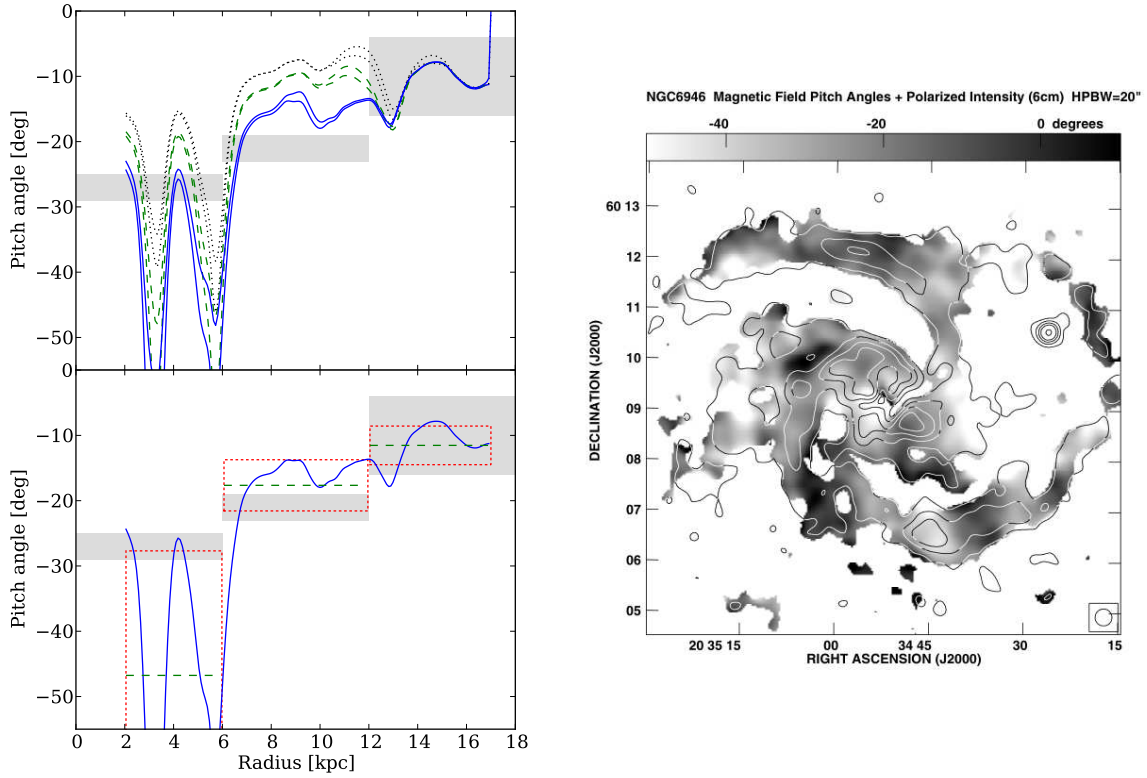 0
−10
−20
−30
−40
−50
Pitch angle [deg]
0
−10
−20
−30
−40
−50
Pitch angle [deg]
0 2 4 6 8 10 12 14 16 18
Radius [kpc]
NGC6946 Magnetic Field Pitch Angles + Polarized Intensity (6cm) HPBW=20"
-40 -20 0 degrees
60 13
12
11
10
09
08
07
06
05
DECLINATION (J2000)
20 35 15 00 34 45 30 15
RIGHT ASCENSION (J2000)